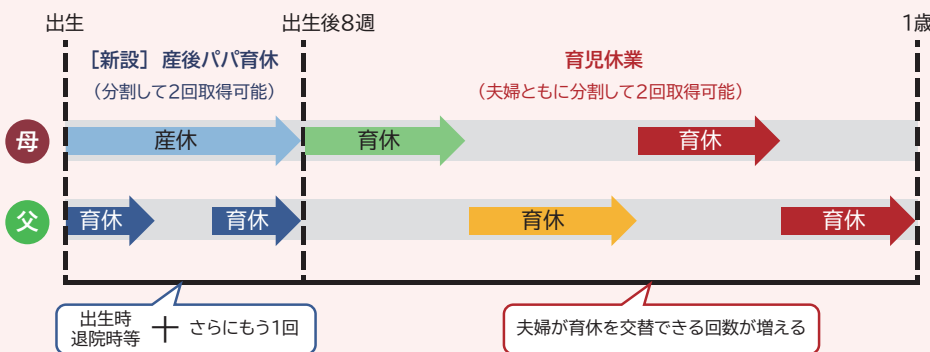 出生
出生後8週
1歳
［新設］産後パパ育休
（分割して2回取得可能）
育児休業
（夫婦ともに分割して2回取得可能）
母
産休
育休
育休
父
育休
育休
育休
育休
出生時
退院時等
＋
さらにもう1回
夫婦が育休を交替できる回数が増える